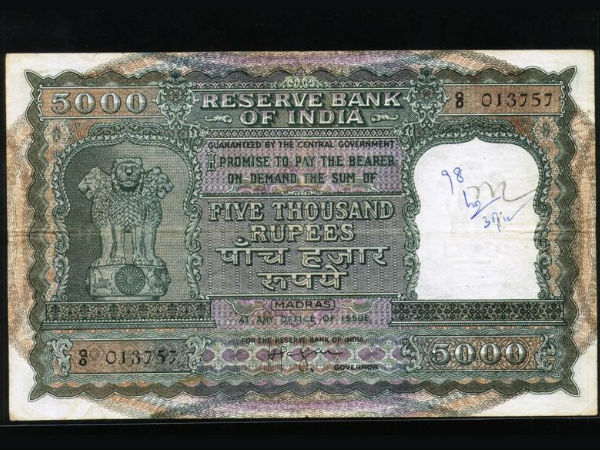 5000
RESERVE BANK
OF INDIA
013757
GUARANTEED BY THE CENTRAL GOVERNMENT
I PROMISE TO PAY THE BEARER
ON DEMAND THE SUM OF
FIVE THOUSAND
RUPEES
पांच हज़ार
रुपये
(MADRAS)
AT ANY OFFICE OF ISSUE.
FOR THE RESERVE BANK OF INDIA
GOVERNOR
98
013757
5000